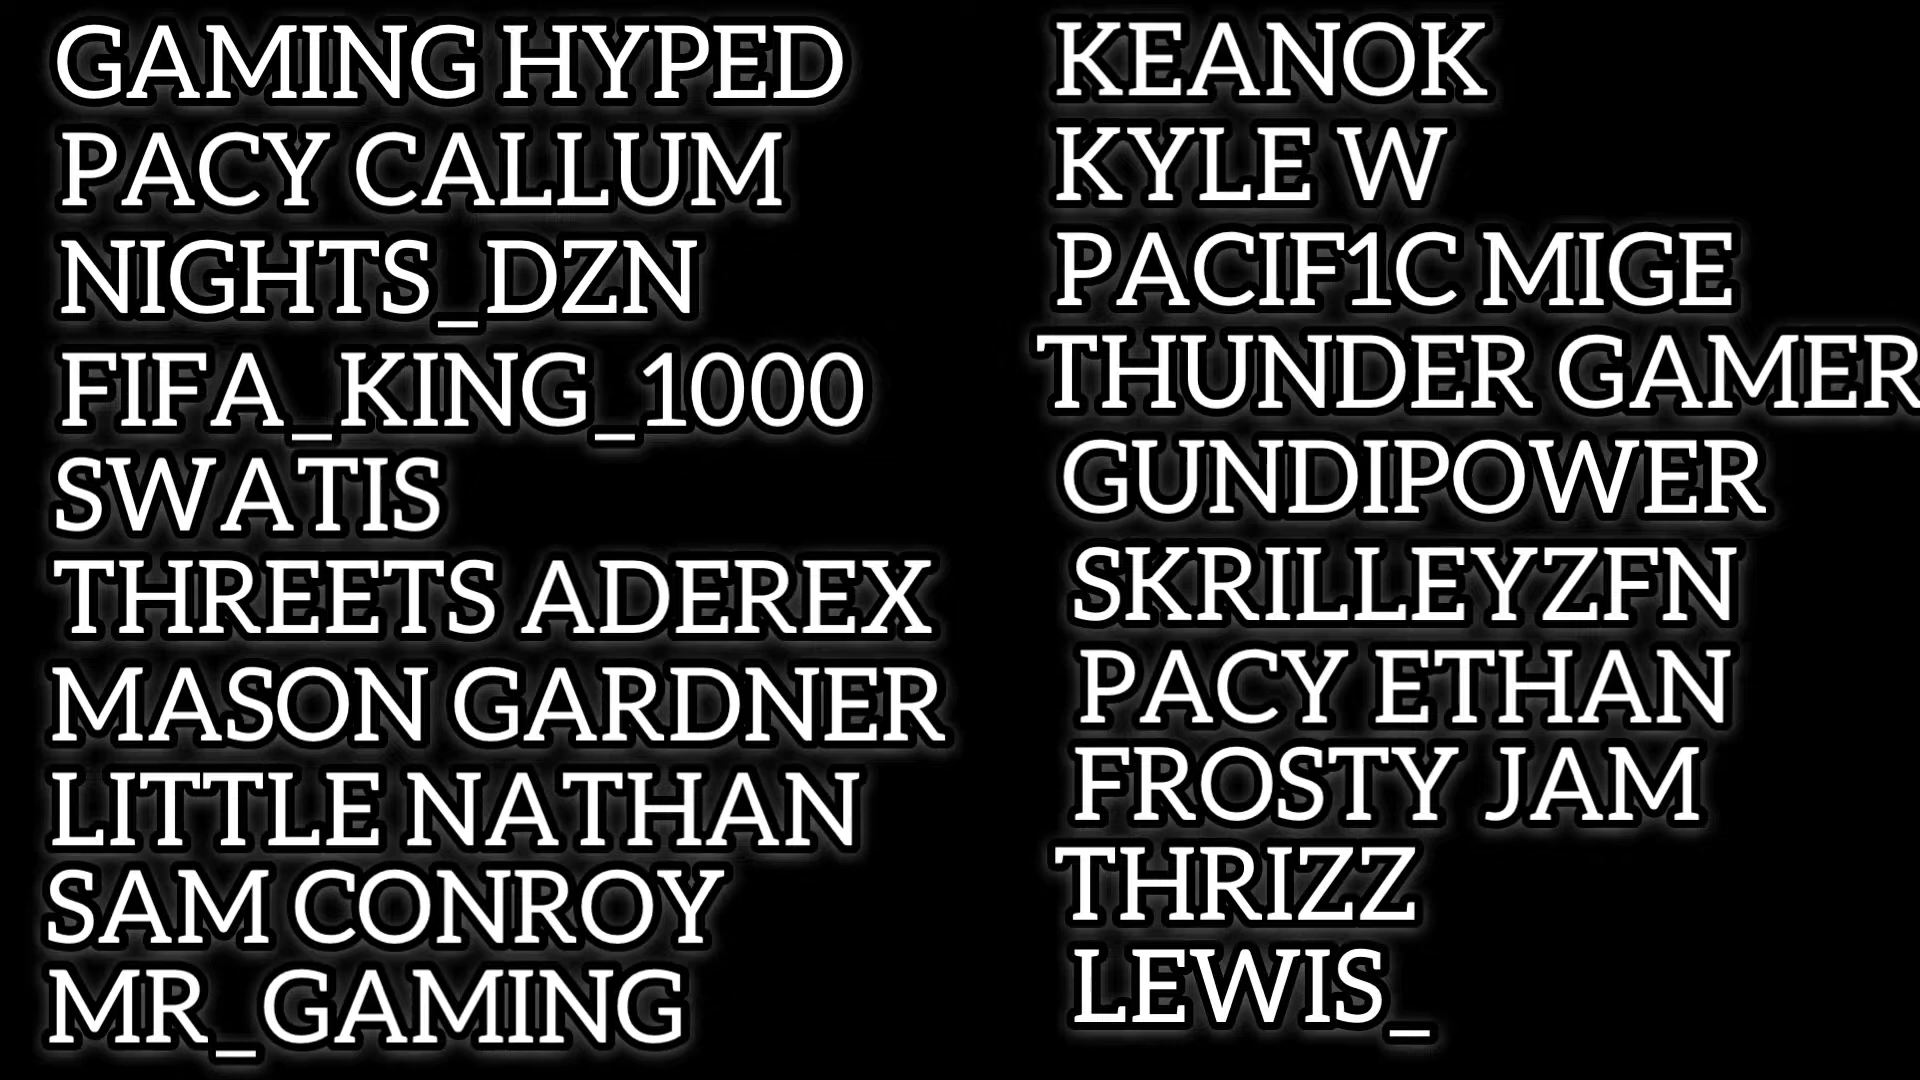 GAMING HYPED
PACY CALLUM
NIGHTS_DZN
FIFA_KING_1000
SWATIS
THREETS ADEREX
MASON GARDNER
LITTLE NATHAN
SAM CONROY
MR_GAMING
KEANOK
KYLE W
PACIF1C MIGE
THUNDER GAMER
GUNDIPOWER
SKRILLEYZFN
PACY ETHAN
FROSTY JAM
THRIZZ
LEWIS_